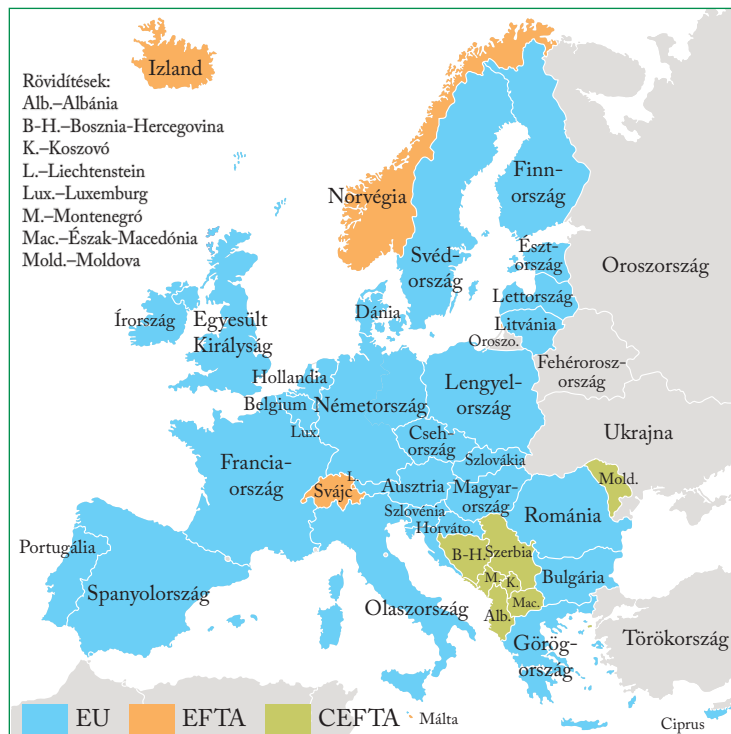 Izland
Rövidítések:
Alb.–Albánia
B-H.–Bosznia-Hercegovina
K.–Koszovó
L.–Liechtenstein
Lux.–Luxemburg
M.–Montenegró
Mac.–Észak-Macedónia
Mold.–Moldova
Norvégia
Finn-
ország
Svéd-
ország
Észt-
ország
Oroszország
Lettország
Dánia
Írország
Egyesült
Királyság
Litvánia
Oroszo.
Fehérorosz-
ország
Hollandia
Belgium
Németország
Lengyel-
ország
Lux.
Cseh-
ország
Ukrajna
Szlovákia
Francia-
ország
L.
Svájc
Ausztria
Magyar-
ország
Mold.
Szlovénia
Románia
Horváto.
Portugália
B-H.
Szerbia
Spanyolország
M.
K.
Bulgária
Olaszország
Mac.
Alb.
Görög-
ország
Törökország
EU
EFTA
CEFTA
Málta
Ciprus